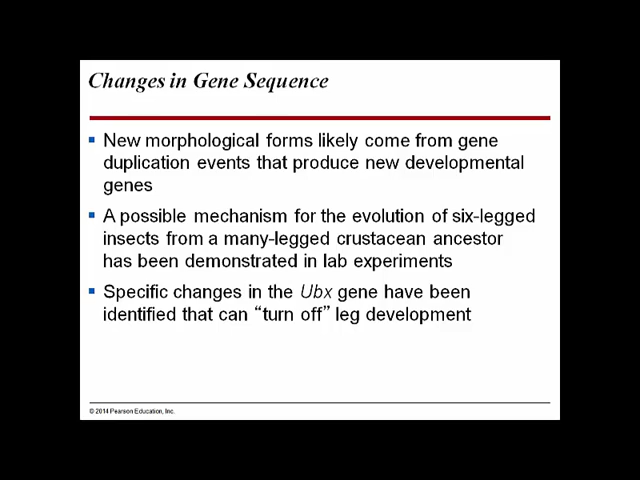 Changes in Gene Sequence
New morphological forms likely come from gene
duplication events that produce new developmental
genes
A possible mechanism for the evolution of six-legged
insects from a many-legged crustacean ancestor
has been demonstrated in lab experiments
Specific changes in the Ubx gene have been
identified that can “turn off” leg development
© 2014 Pearson Education, Inc.